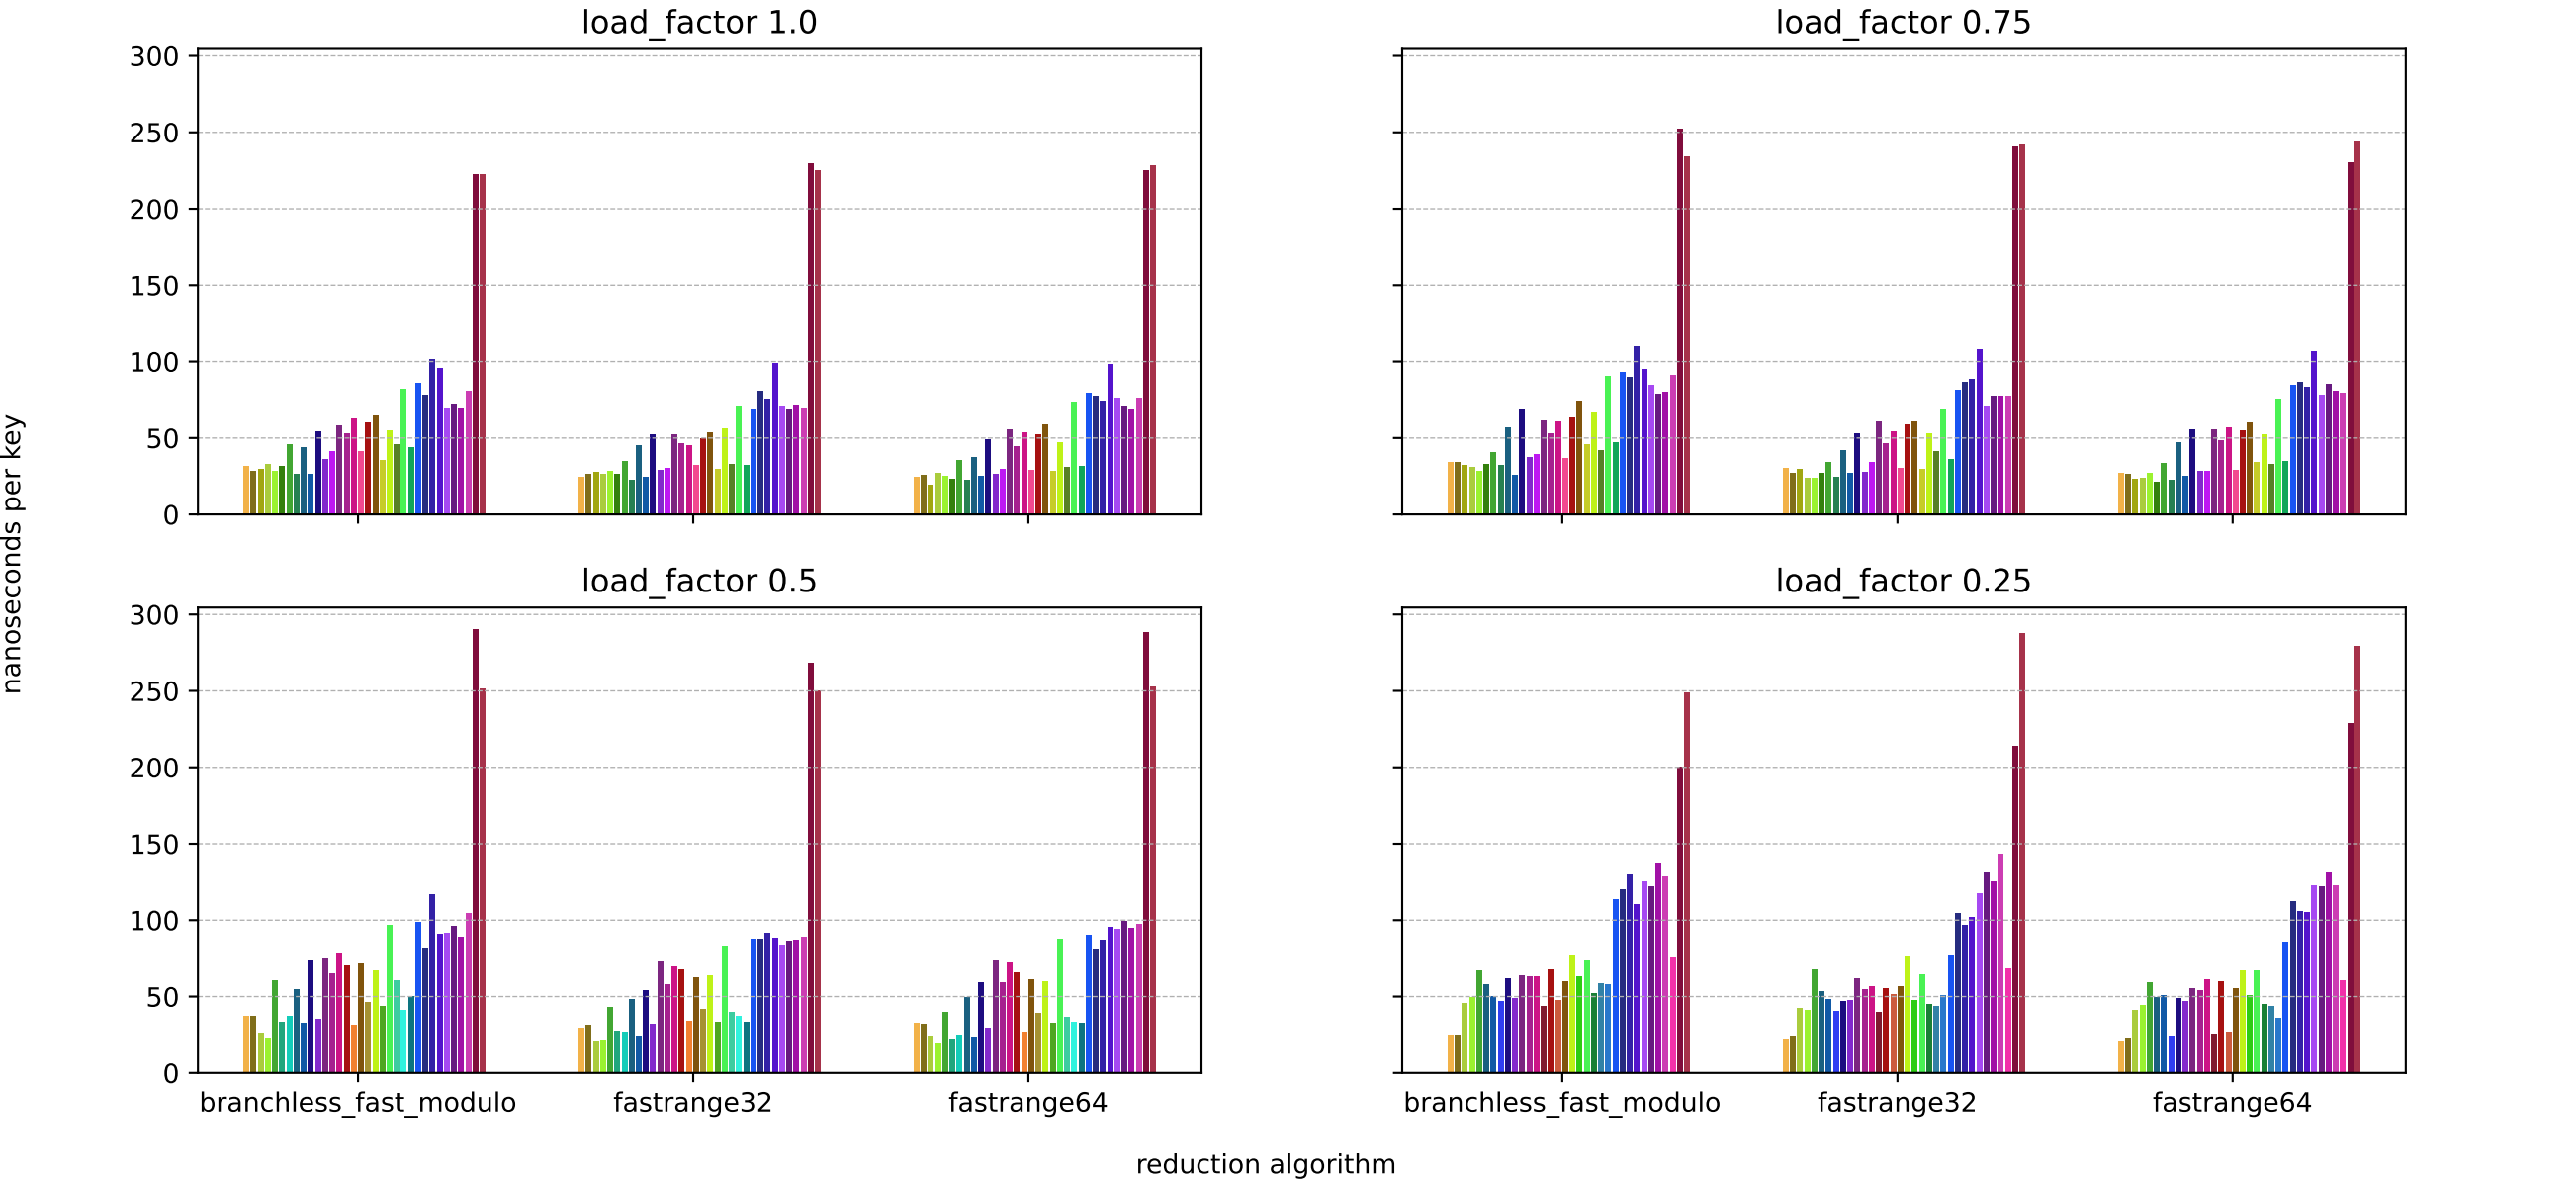 load_factor 1.0
load_factor 0.75
300
250
200
150
100
50
0
nanoseconds per key
load_factor 0.5
load_factor 0.25
300
250
200
150
100
50
0
branchless_fast_modulo
fastrange32
fastrange64
branchless_fast_modulo
fastrange32
fastrange64
reduction algorithm